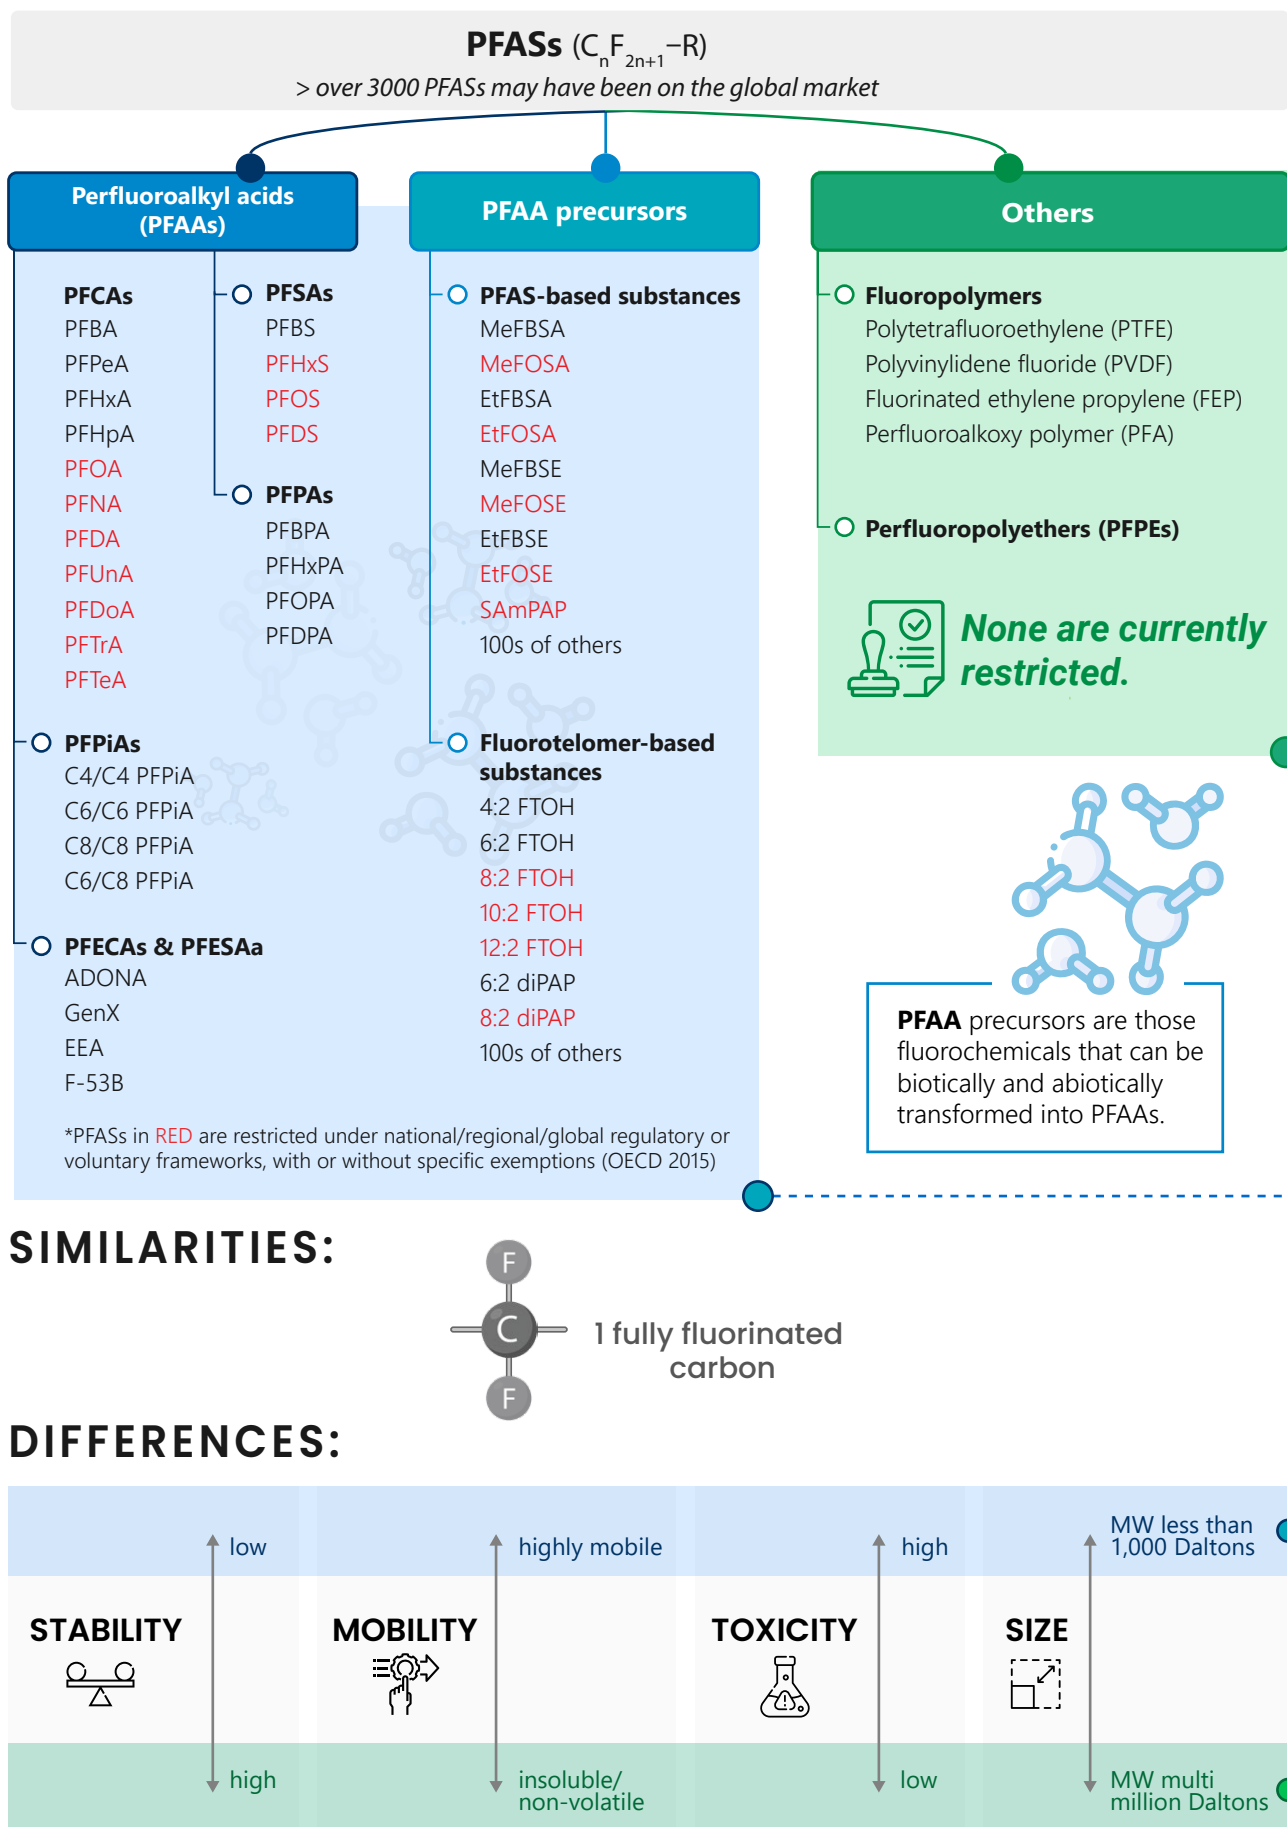 PFASs (CnF2n+1–R)
> over 3000 PFASs may have been on the global market
Perfluoroalkyl acids
(PFAAs)
PFCAs
PFBA
PFPeA
PFHxA
PFHpA
PFOA
PFNA
PFDA
PFUnA
PFDoA
PFTrA
PFTeA
PFSAs
PFBS
PFHxS
PFOS
PFDS
PFPAs
PFBPA
PFHxPA
PFOPA
PFDPA
PFPiAs
C4/C4 PFPiA
C6/C6 PFPiA
C8/C8 PFPiA
C6/C8 PFPiA
PFECAs & PFESAa
ADONA
GenX
EEA
F-53B
PFAA precursors
PFAS-based substances
MeFBSA
MeFOSA
EtFBSA
EtFOSA
MeFBSE
MeFOSE
EtFBSE
EtFOSE
SAmPAP
100s of others
Fluorotelomer-based
substances
4:2 FTOH
6:2 FTOH
8:2 FTOH
10:2 FTOH
12:2 FTOH
6:2 diPAP
8:2 diPAP
100s of others
*PFASs in RED are restricted under national/regional/global regulatory or
voluntary frameworks, with or without specific exemptions (OECD 2015)
Others
Fluoropolymers
Polytetrafluoroethylene (PTFE)
Polyvinylidene fluoride (PVDF)
Fluorinated ethylene propylene (FEP)
Perfluoroalkoxy polymer (PFA)
Perfluoropolyethers (PFPEs)
None are currently
restricted.
PFAA precursors are those
fluorochemicals that can be
biotically and abiotically
transformed into PFAAs.
SIMILARITIES:
F
C
F
1 fully fluorinated
carbon
DIFFERENCES:
STABILITY
low
high
MOBILITY
highly mobile
insoluble/
non-volatile
TOXICITY
high
low
SIZE
MW less than
1,000 Daltons
MW multi
million Daltons